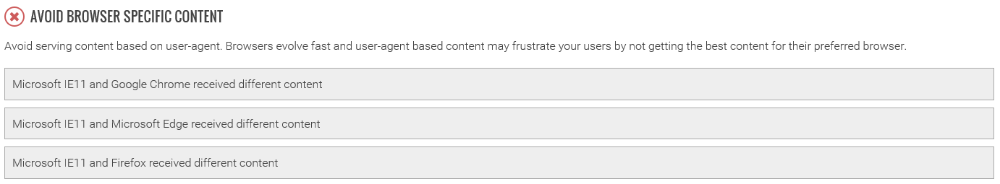 AVOID BROWSER SPECIFIC CONTENT
Avoid serving content based on user-agent. Browsers evolve fast and user-agent based content may frustrate your users by not getting the best content for their preferred browser.
Microsoft IE11 and Google Chrome received different content
Microsoft IE11 and Microsoft Edge received different content
Microsoft IE11 and Firefox received different content